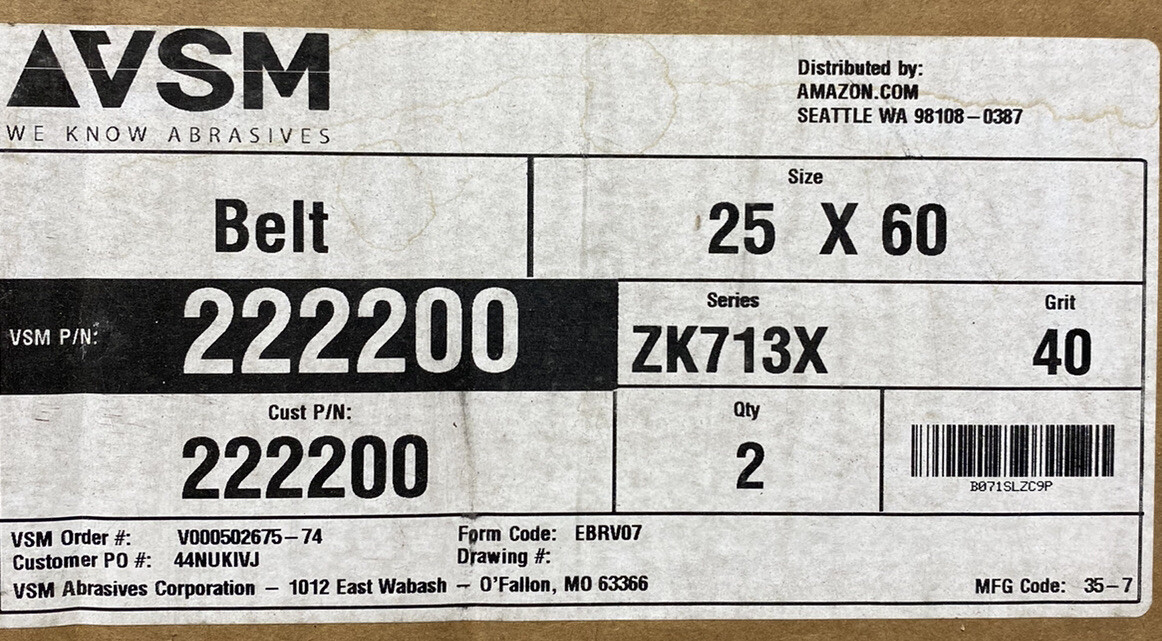 VSM
WE KNOW ABRASIVES
Distributed by:
AMAZON.COM
SEATTLE WA 98108-0387
Belt
Size
25 X 60
VSM P/N:
222200
Series
ZK713X
Grit
40
Cust P/N:
222200
Qty
2
B071SLZC9P
VSM Order #: V000502675-74
Form Code: EBRV07
Customer PO #: 44NUKIVJ
Drawing #:
VSM Abrasives Corporation - 1012 East Wabash - O'Fallon, MO 63366
MFG Code: 35-7